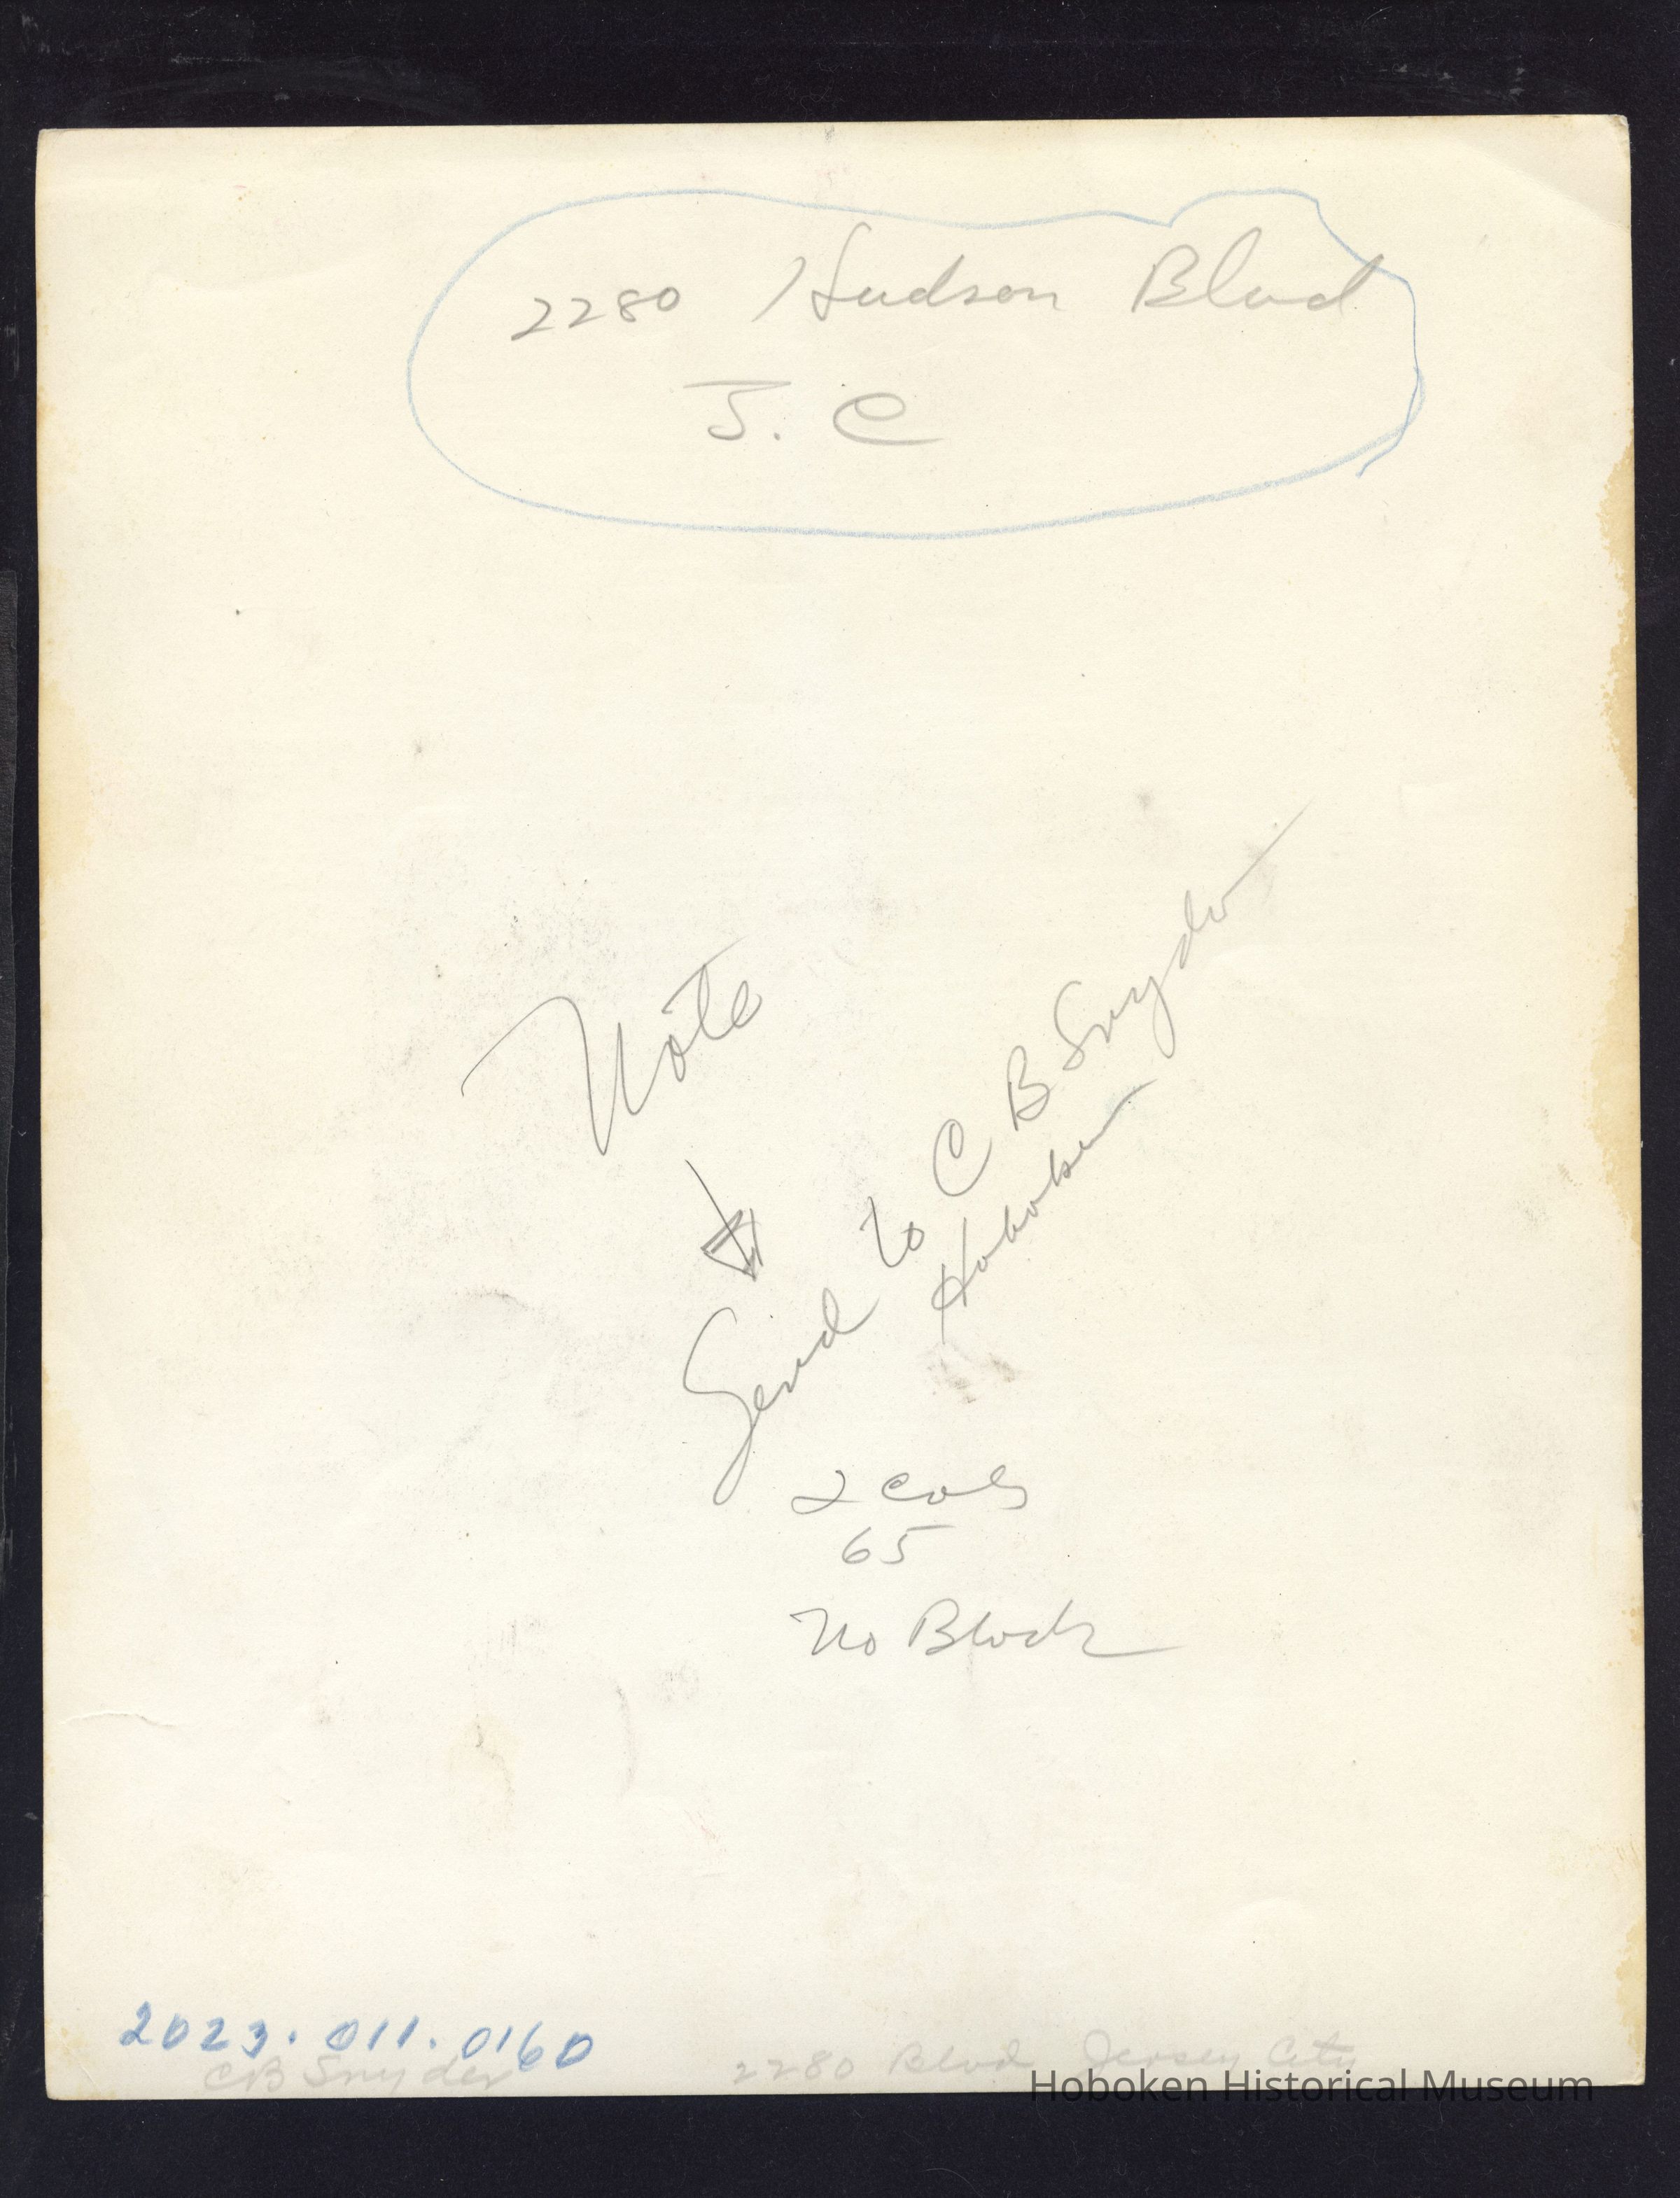 2280 Hudson Blvd
J. C
Note
Send to C B Snyder
Hoboken
2 cols
65
No Block
2023.011.0160
CB Snyder
2280 Blvd Jersey City
Hoboken Historical Museum